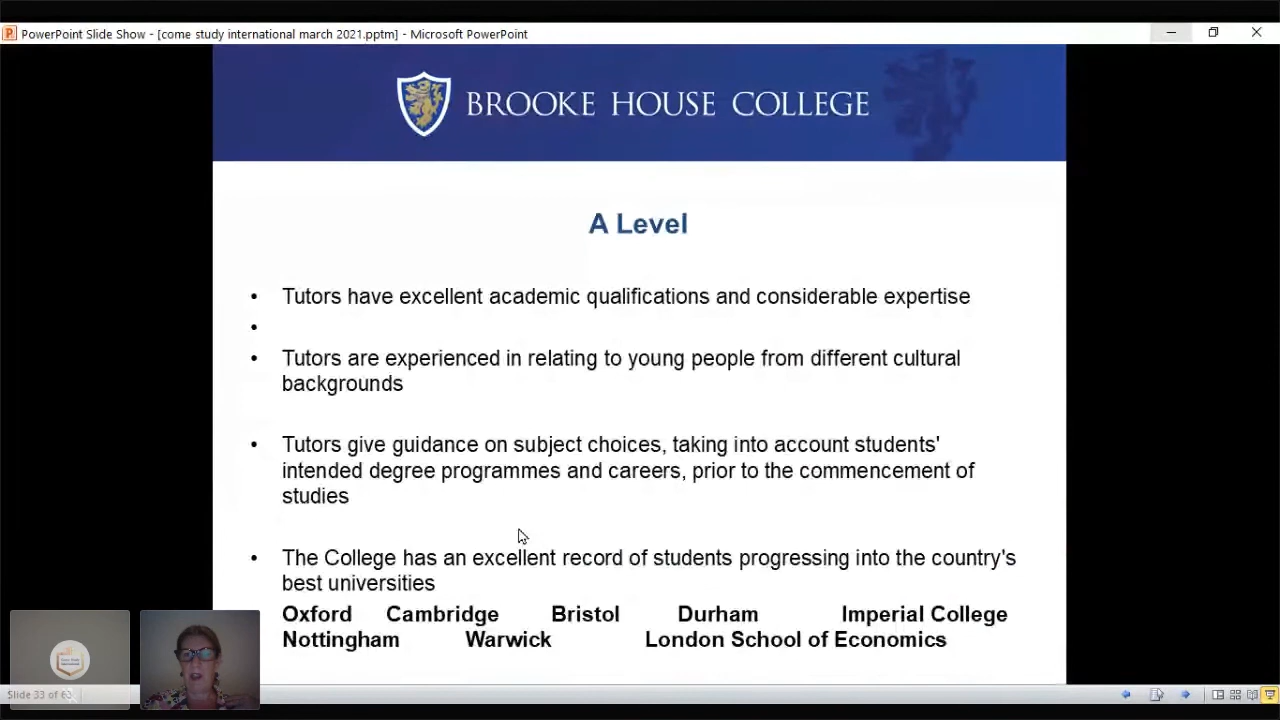 PowerPoint Slide Show - [come study international march 2021.pptm] - Microsoft PowerPoint
BROOKE HOUSE COLLEGE
A Level
• Tutors have excellent academic qualifications and considerable expertise
•
• Tutors are experienced in relating to young people from different cultural
backgrounds
• Tutors give guidance on subject choices, taking into account students'
intended degree programmes and careers, prior to the commencement of
studies
• The College has an excellent record of students progressing into the country's
best universities
Oxford Cambridge Bristol Durham Imperial College
Nottingham Warwick London School of Economics
Slide 33 of 63